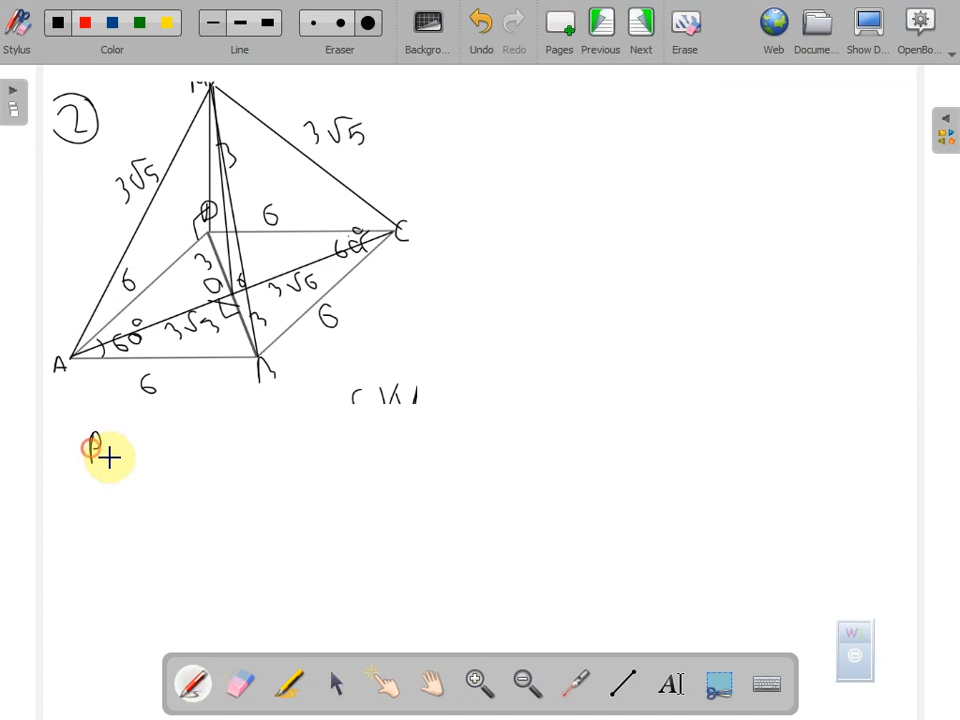 Stylus
Color
Line
Eraser
Backgro...
Undo
Redo
Pages
Previous
Next
Erase
Web
Docume...
Show D...
OpenBo...
2
M
3√5
3√5
3
D
6
6
3
O
60°
C
3√6
6
60°
3√3
3
A
B
6
P